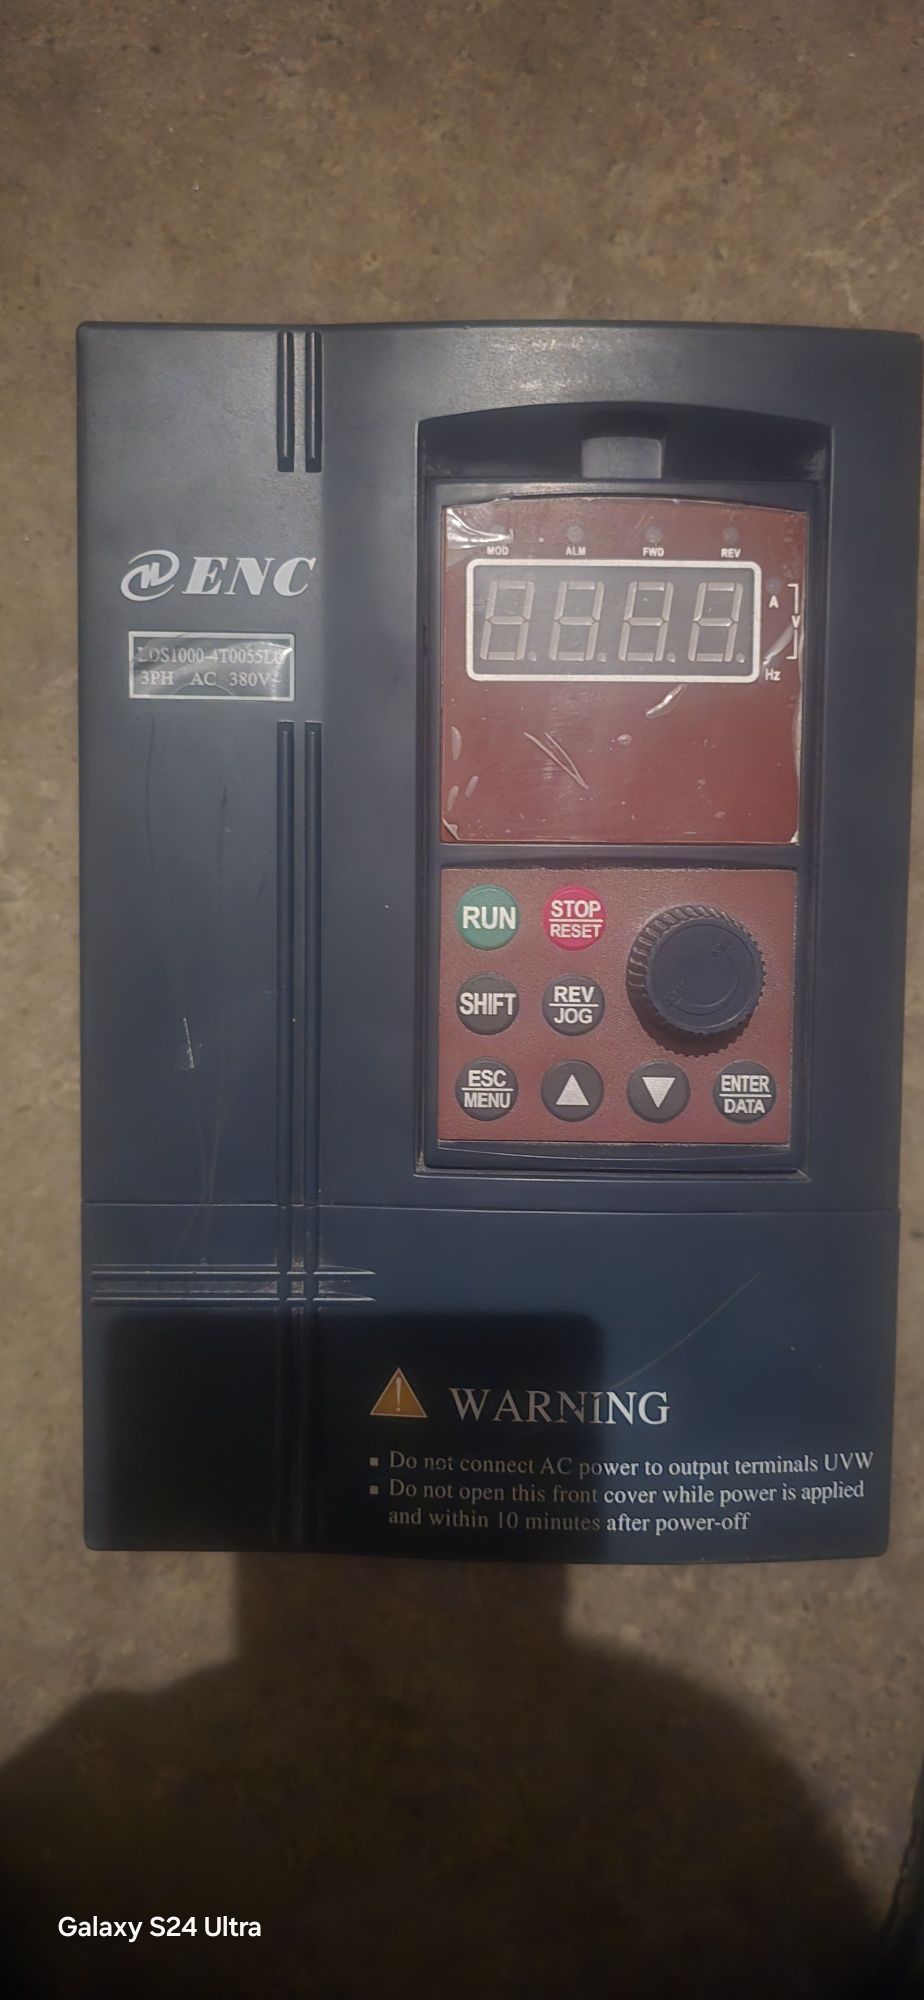 MOD ALM FWD REV
A
V
Hz
ENC
LDS1000-4T0055L
3PH AC 380V~
RUN
STOP
RESET
SHIFT
REV
JOG
ESC
MENU
ENTER
DATA
WARNING
▪ Do not connect AC power to output terminals UVW
▪ Do not open this front cover while power is applied
and within 10 minutes after power-off
Galaxy S24 Ultra